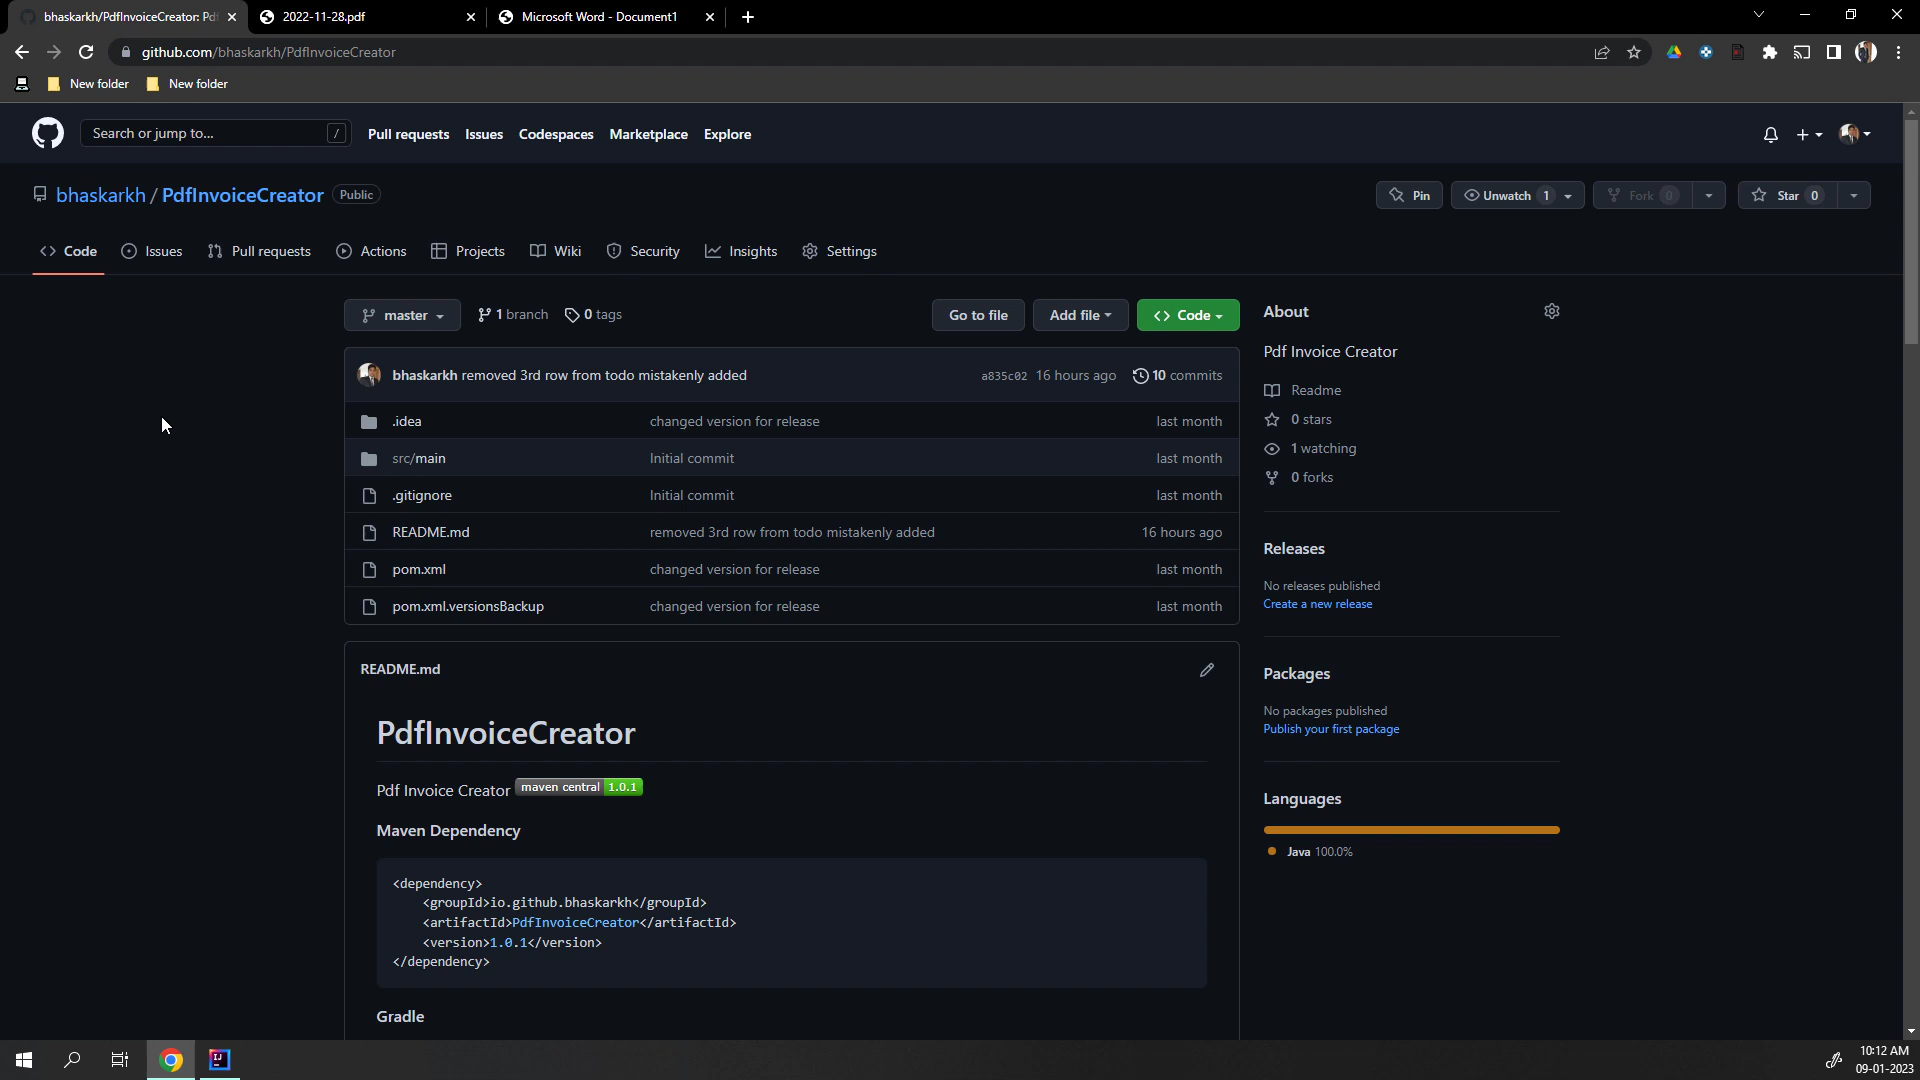 bhaskarkh/PdfInvoiceCreator: Pdf
2022-11-28.pdf
Microsoft Word - Document1
github.com/bhaskarkh/PdfInvoiceCreator
New folder
New folder
Search or jump to...
/
Pull requests
Issues
Codespaces
Marketplace
Explore
bhaskarkh / PdfInvoiceCreator
Public
Pin
Unwatch 1
Fork 0
Star 0
<> Code
Issues
Pull requests
Actions
Projects
Wiki
Security
Insights
Settings
master
1 branch
0 tags
Go to file
Add file
<> Code
bhaskarkh removed 3rd row from todo mistakenly added
a835c02 16 hours ago
10 commits
.idea
changed version for release
last month
src/main
Initial commit
last month
.gitignore
Initial commit
last month
README.md
removed 3rd row from todo mistakenly added
16 hours ago
pom.xml
changed version for release
last month
pom.xml.versionsBackup
changed version for release
last month
README.md
PdfInvoiceCreator
Pdf Invoice Creator maven central 1.0.1
Maven Dependency
<dependency>
<groupId>io.github.bhaskarkh</groupId>
<artifactId>PdfInvoiceCreator</artifactId>
<version>1.0.1</version>
</dependency>
Gradle
About
Pdf Invoice Creator
Readme
0 stars
1 watching
0 forks
Releases
No releases published
Create a new release
Packages
No packages published
Publish your first package
Languages
Java 100.0%
IJ
10:12 AM
09-01-2023